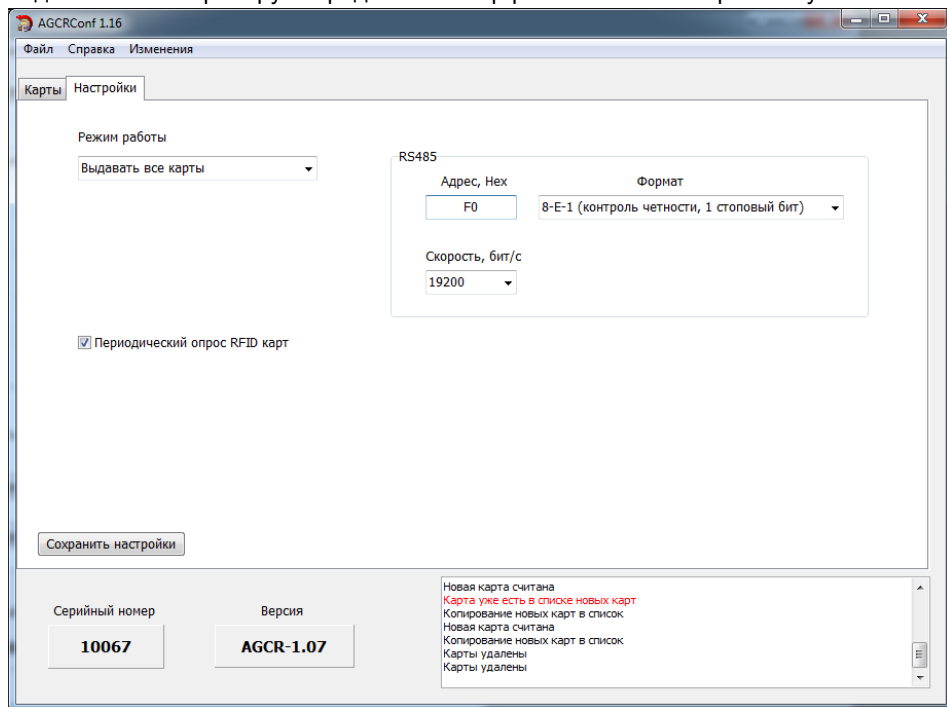 AGCRConf 1.16
Файл Справка Изменения
Карты Настройки
Режим работы
Выдавать все карты
RS485
Адрес, Hex Формат
F0 8-E-1 (контроль четности, 1 стоповый бит)
Скорость, бит/с
19200
Периодический опрос RFID карт
Сохранить настройки
Серийный номер Версия
10067 AGCR-1.07
Новая карта считана
Карта уже есть в списке новых карт
Копирование новых карт в список
Новая карта считана
Копирование новых карт в список
Карты удалены
Карты удалены